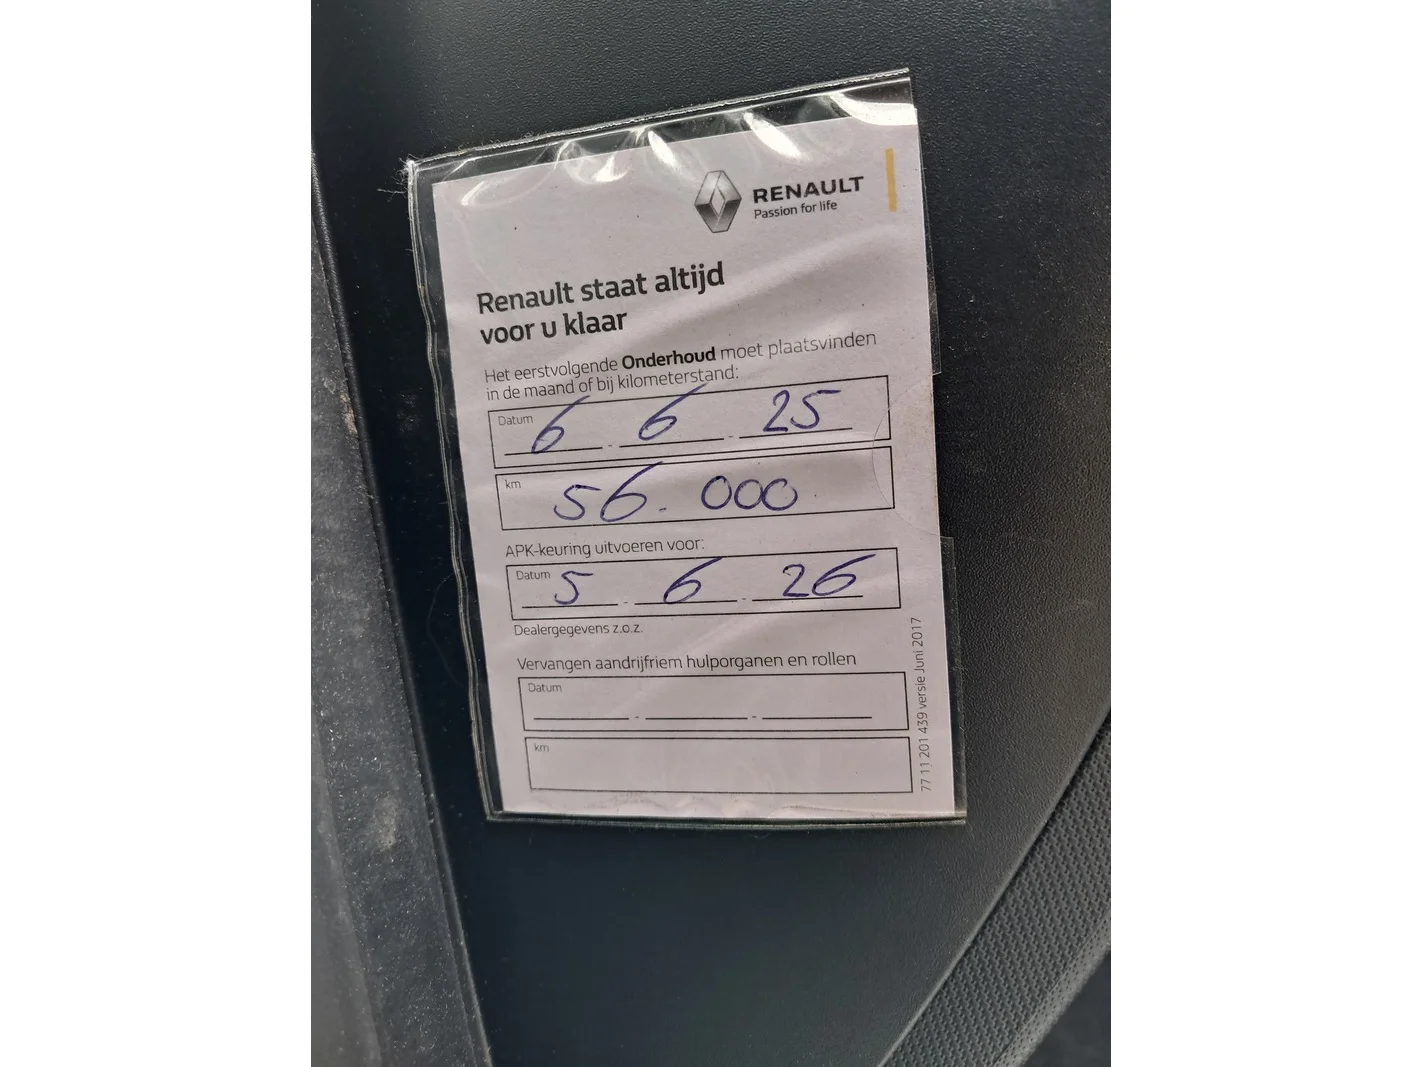 RENAULT
Passion for life
Renault staat altijd
voor u klaar
Het eerstvolgende Onderhoud moet plaatsvinden
in de maand of bij kilometerstand:
Datum 6 . 6 . 25
km 56.000
APK-keuring uitvoeren voor:
Datum 5 . 6 . 26
Dealergegevens z.o.z.
Vervangen aandrijfriem hulporganen en rollen
Datum
km
77 11 201 439 versie Juni 2017